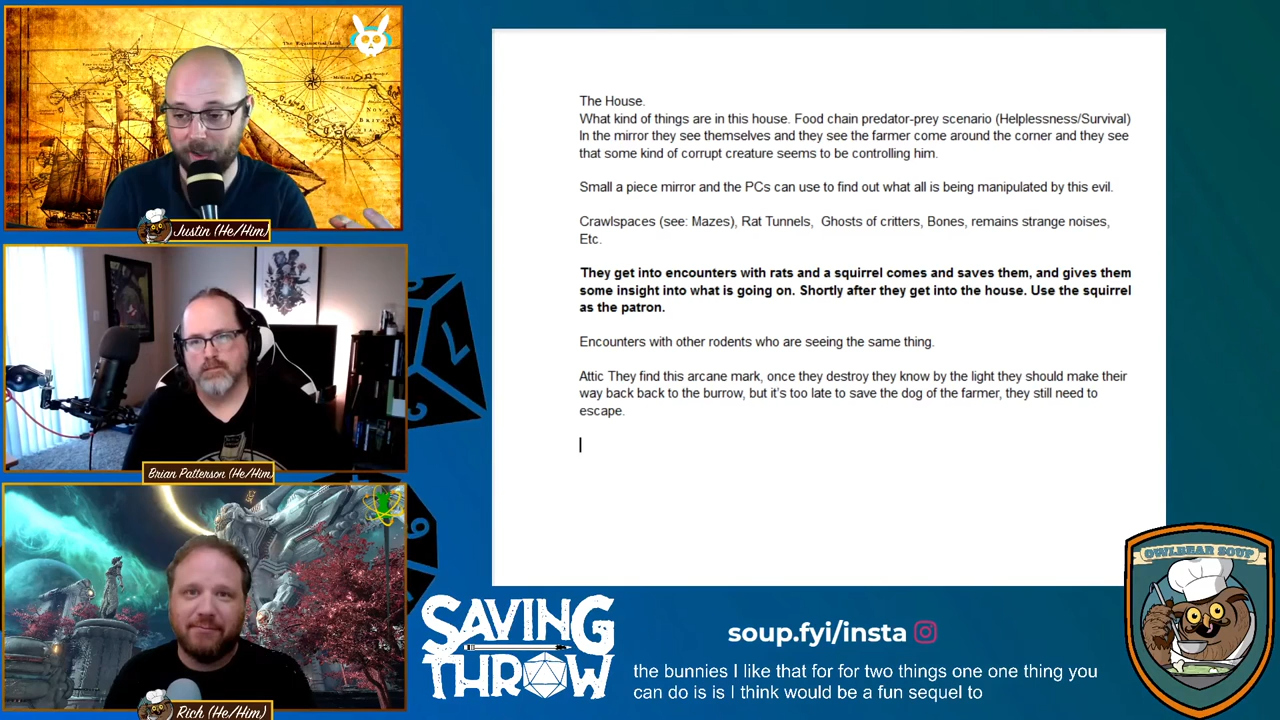 The House.
What kind of things are in this house. Food chain predator-prey scenario (Helplessness/Survival)
In the mirror they see themselves and they see the farmer come around the corner and they see
that some kind of corrupt creature seems to be controlling him.
Small a piece mirror and the PCs can use to find out what all is being manipulated by this evil.
Crawlspaces (see: Mazes), Rat Tunnels,  Ghosts of critters, Bones, remains strange noises,
Etc.
They get into encounters with rats and a squirrel comes and saves them, and gives them
some insight into what is going on. Shortly after they get into the house. Use the squirrel
as the patron.
Encounters with other rodents who are seeing the same thing.
Attic They find this arcane mark, once they destroy they know by the light they should make their
way back back to the burrow, but it's too late to save the dog of the farmer, they still need to
escape.
Justin (He/Him)
Brian Patterson (He/Him)
Rich (He/Him)
SAVING
THROW
soup.fyi/insta
the bunnies I like that for for two things one one thing you
can do is is I think would be a fun sequel to
OWLBEAR SOUP